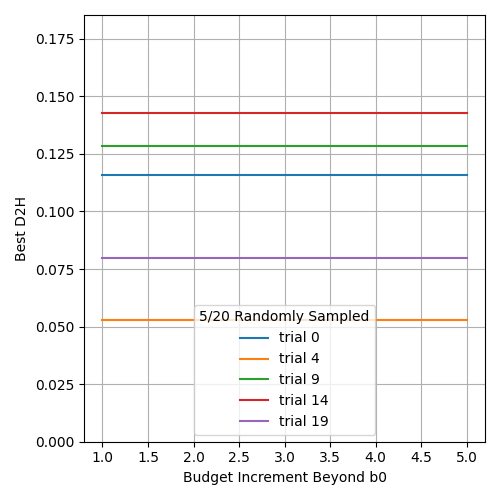 0.175
0.150
0.125
0.100
0.075
0.050
0.025
0.000
Best D2H
5/20 Randomly Sampled
trial 0
trial 4
trial 9
trial 14
trial 19
1.0 1.5 2.0 2.5 3.0 3.5 4.0 4.5 5.0
Budget Increment Beyond b0